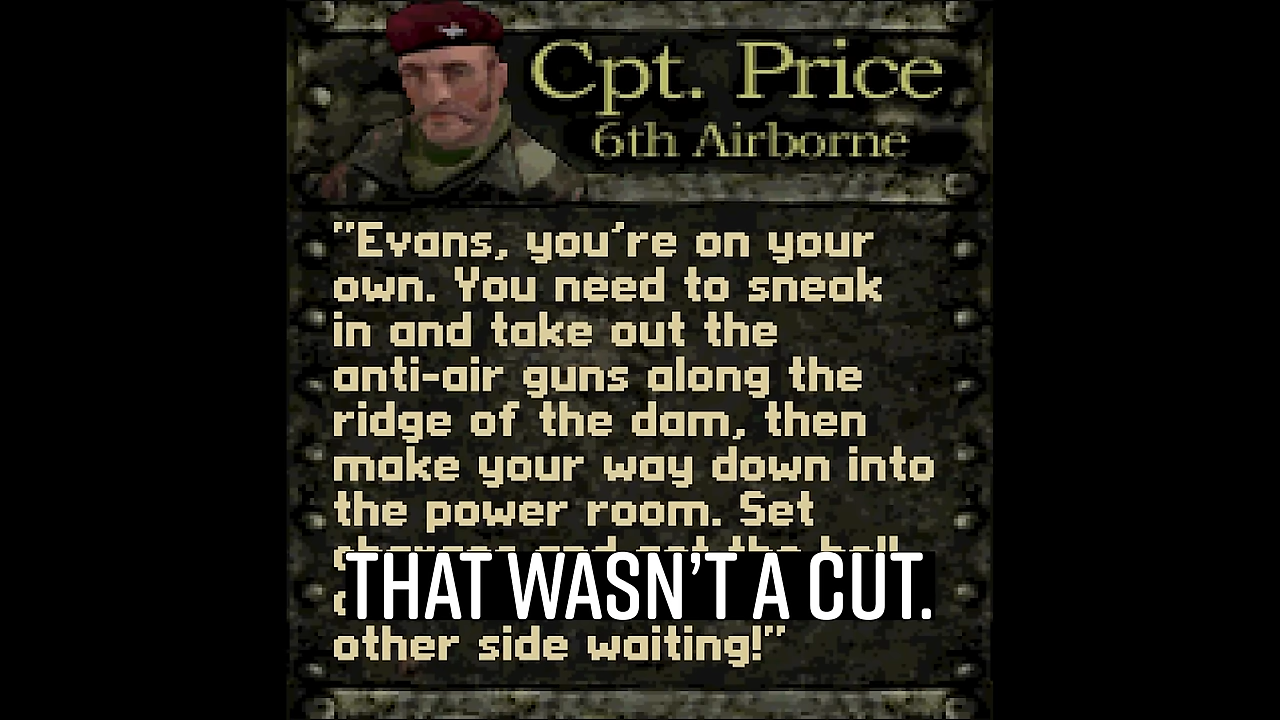 Cpt. Price
6th Airborne
"Evans, you're on your
own. You need to sneak
in and take out the
anti-air guns along the
ridge of the dam, then
make your way down into
the power room. Set
THAT WASN'T A CUT.
other side waiting!"